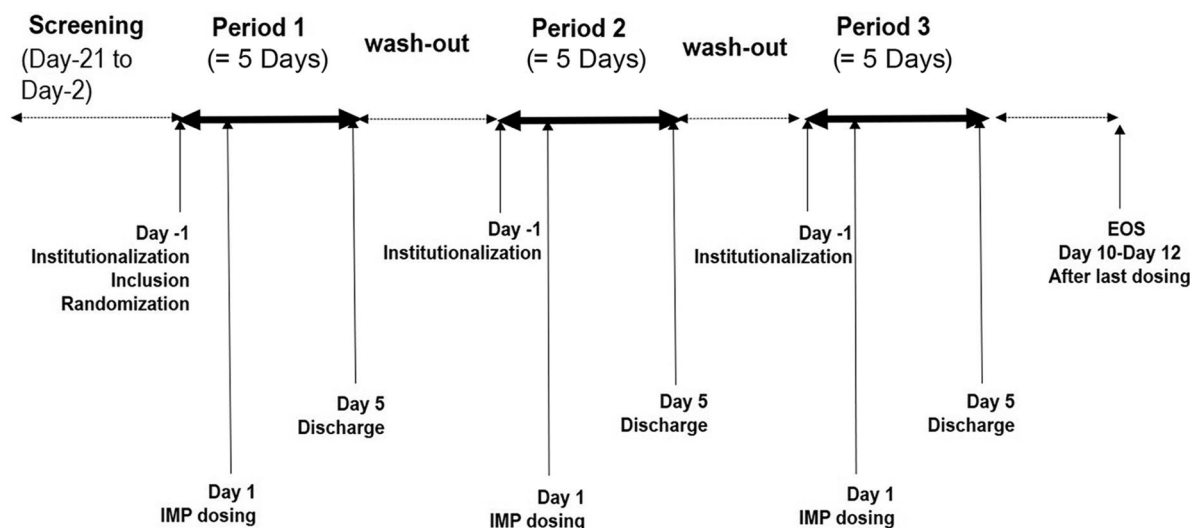 Screening
(Day-21 to
Day-2)
Period 1
(= 5 Days)
wash-out
Period 2
(= 5 Days)
wash-out
Period 3
(= 5 Days)
Day -1
Institutionalization
Inclusion
Randomization
Day -1
Institutionalization
Day -1
Institutionalization
EOS
Day 10-Day 12
After last dosing
Day 5
Discharge
Day 5
Discharge
Day 5
Discharge
Day 1
IMP dosing
Day 1
IMP dosing
Day 1
IMP dosing